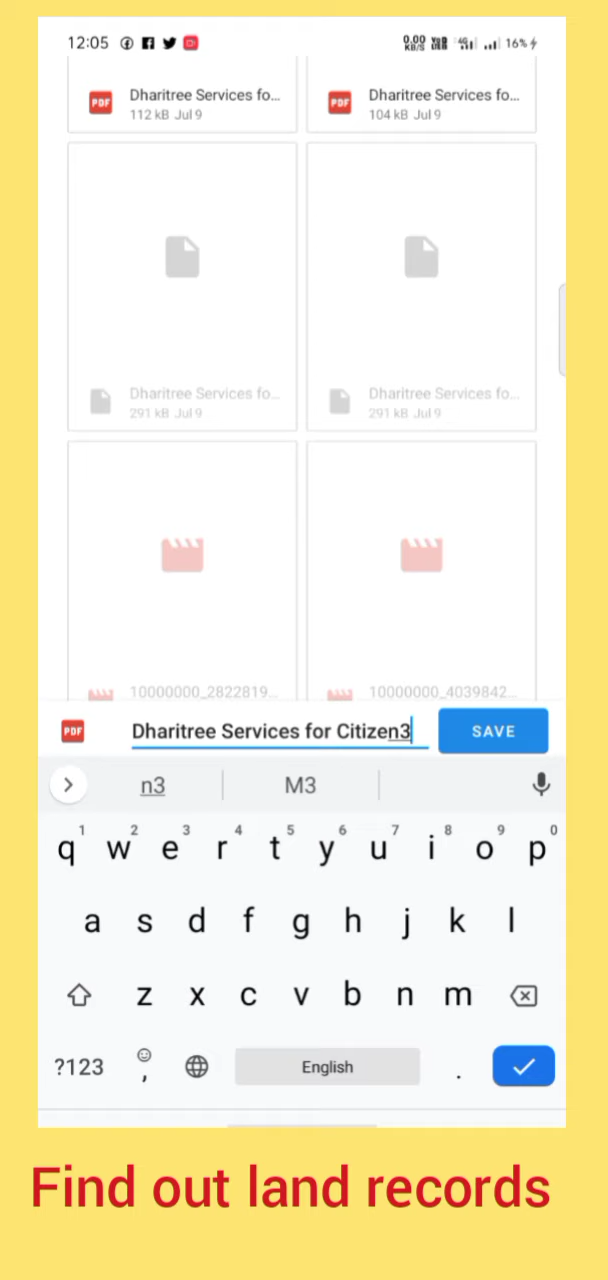 12:05
0.00 KB/S
4G
16%
PDF Dharitree Services fo...
112 kB Jul 9
PDF Dharitree Services fo...
104 kB Jul 9
Dharitree Services fo...
291 kB Jul 9
Dharitree Services fo...
291 kB Jul 9
10000000_2822819...
10000000_4039842...
PDF Dharitree Services for Citizen3 SAVE
n3 M3
1 2 3 4 5 6 7 8 9 0
q w e r t y u i o p
a s d f g h j k l
z x c v b n m
?123 , English .
Find out land records